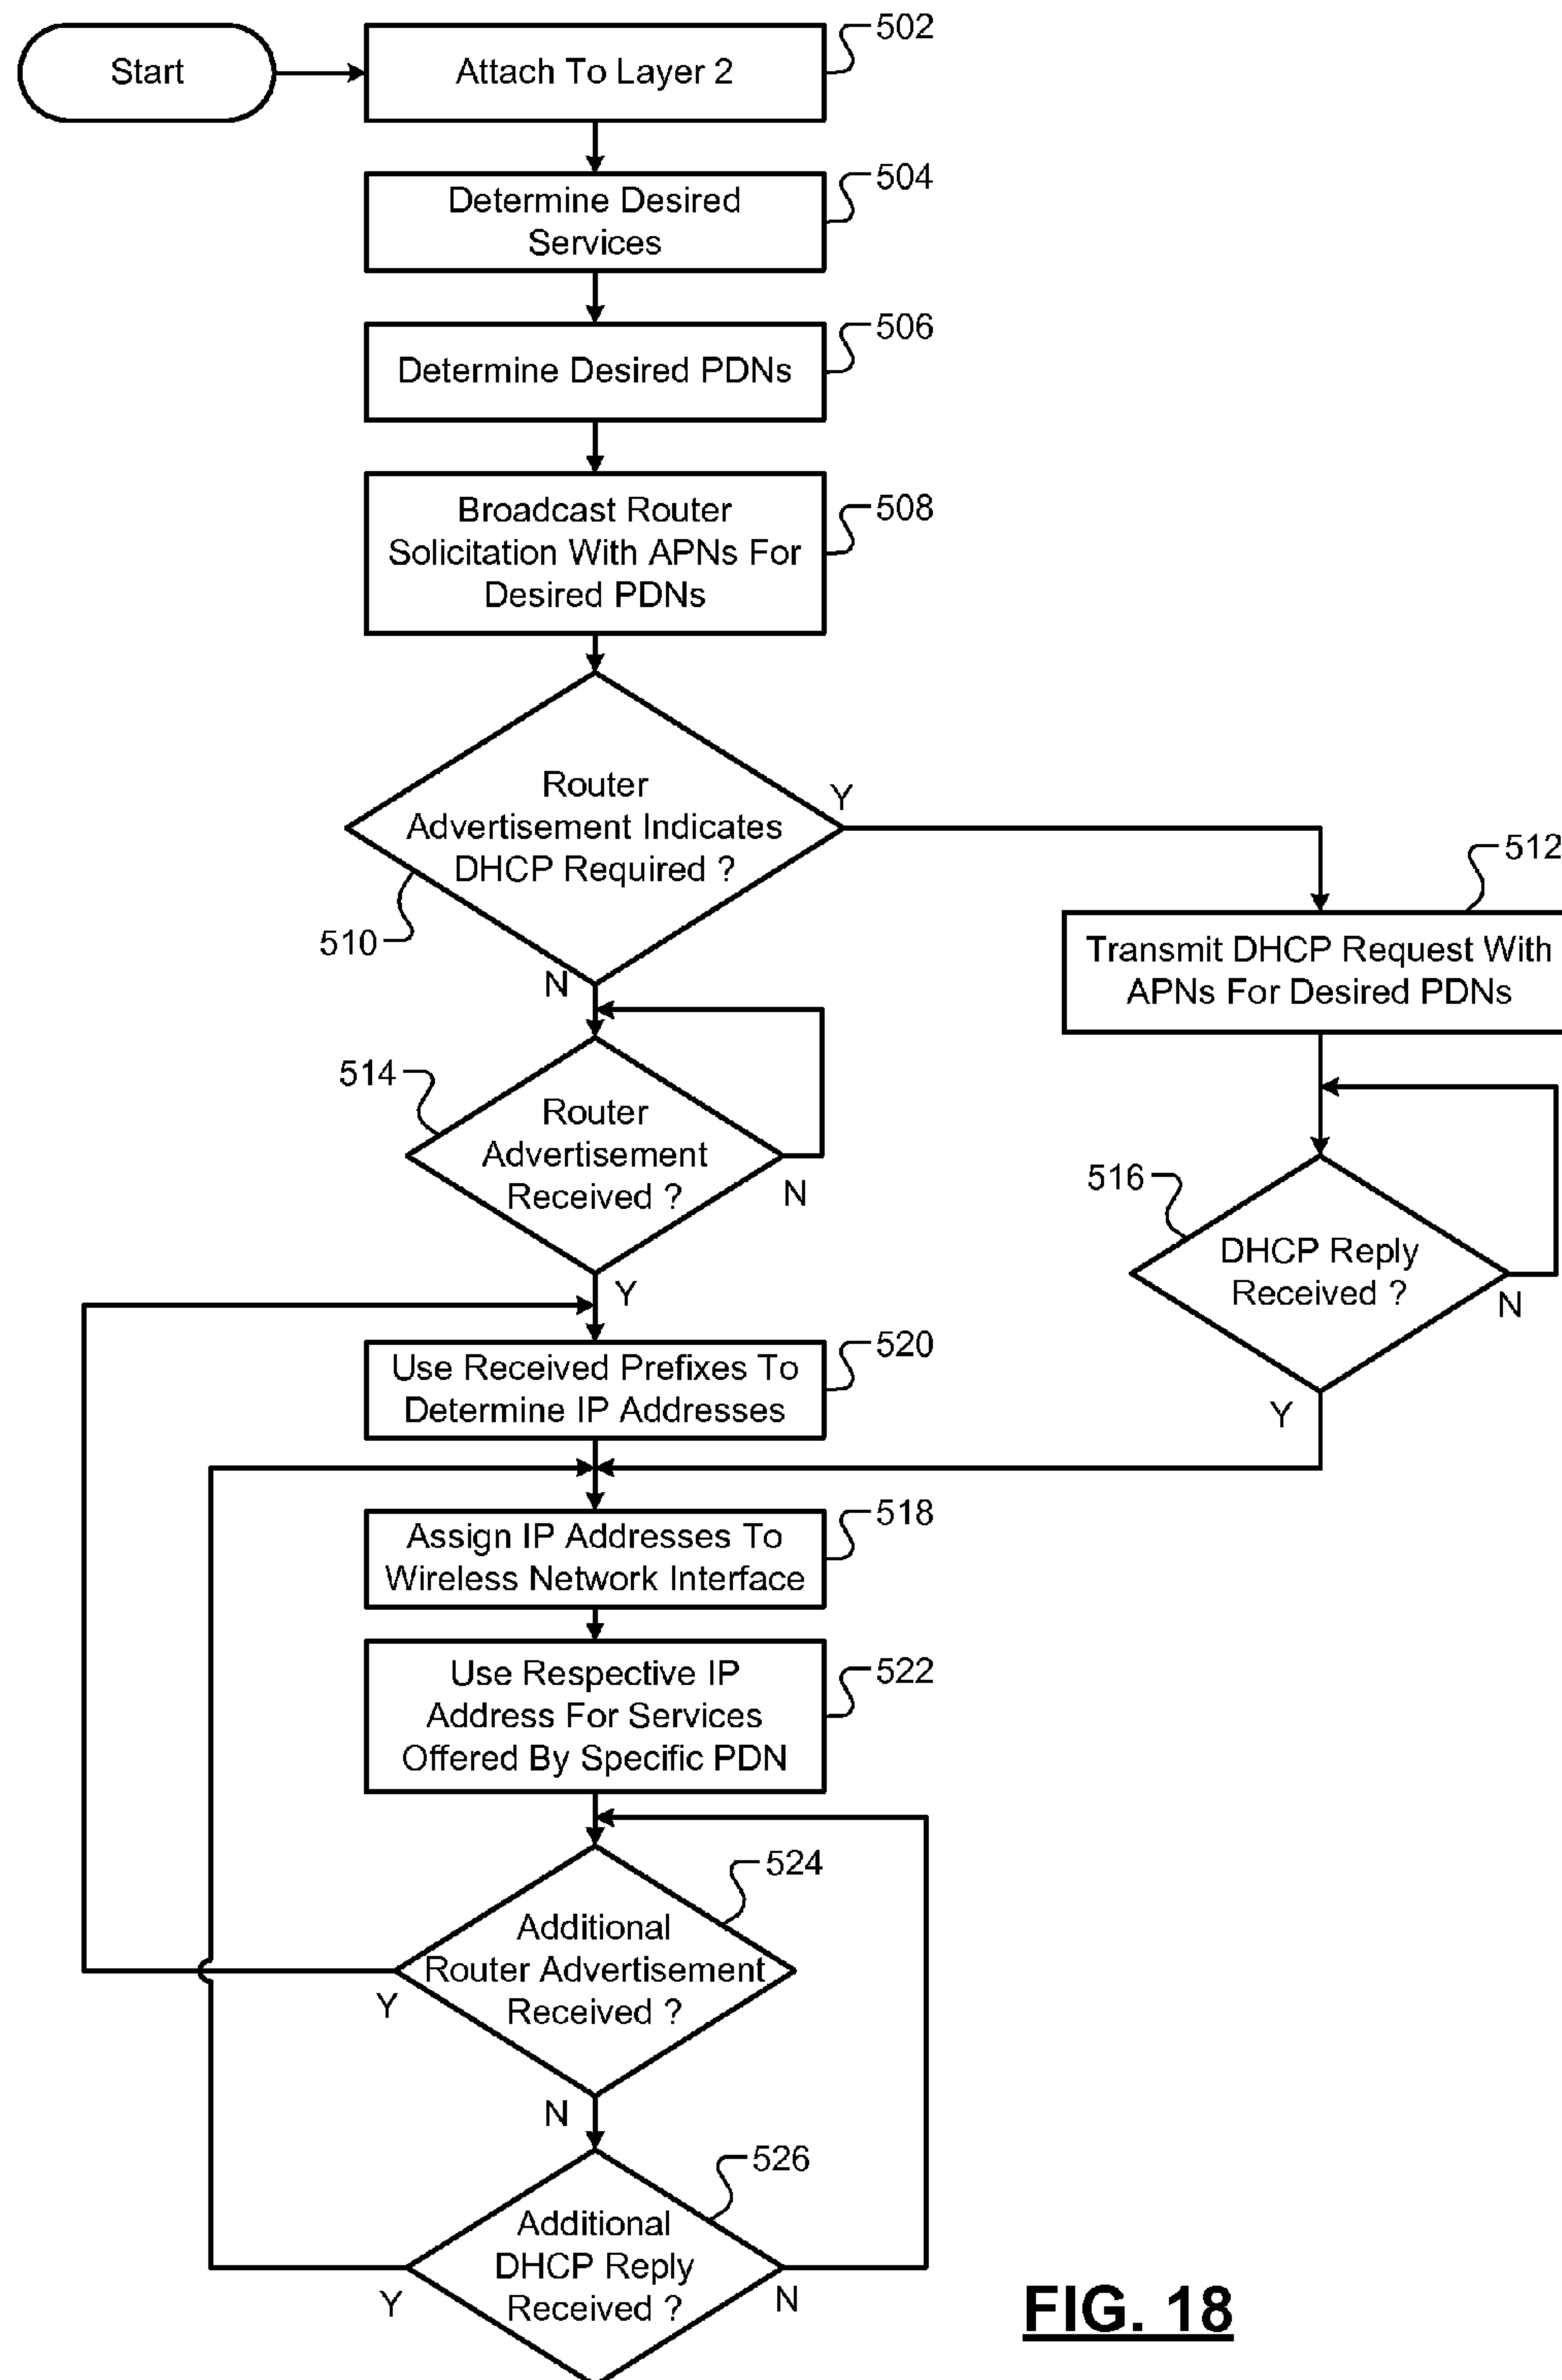 Start
Attach To Layer 2
502
Determine Desired
Services
504
Determine Desired PDNs
506
Broadcast Router
Solicitation With APNs For
Desired PDNs
508
Router
Advertisement Indicates
DHCP Required ?
Y
510
N
512
Transmit DHCP Request With
APNs For Desired PDNs
514
Router
Advertisement
Received ?
N
Y
516
DHCP Reply
Received ?
N
Y
Use Received Prefixes To
Determine IP Addresses
520
Assign IP Addresses To
Wireless Network Interface
518
Use Respective IP
Address For Services
Offered By Specific PDN
522
524
Additional
Router Advertisement
Received ?
Y
N
526
Additional
DHCP Reply
Received ?
Y
N
FIG. 18